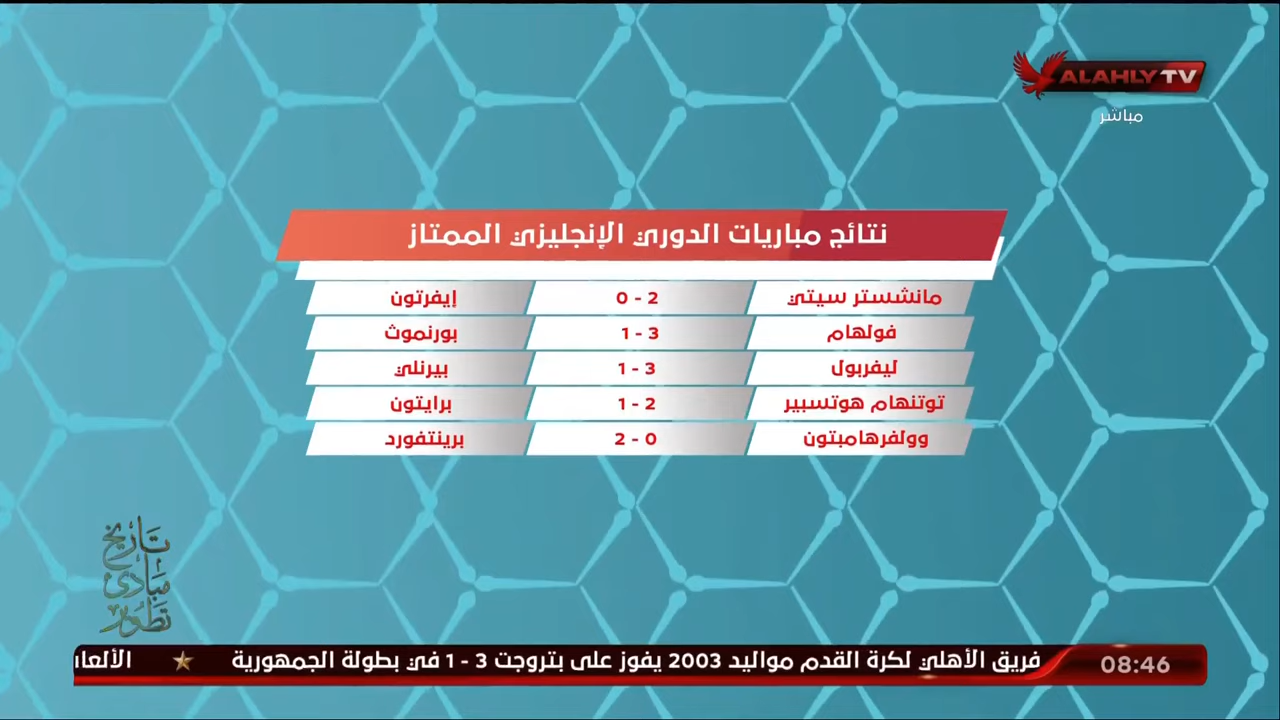 ALAHLY TV
مباشر
نتائج مباريات الدوري الإنجليزي الممتاز
مانشستر سيتي 2 - 0 إيفرتون
فولهام 3 - 1 بورنموث
ليفربول 3 - 1 بيرنلي
توتنهام هوتسبير 2 - 1 برايتون
وولفرهامبتون 0 - 2 برينتفورد
تاريخ
مبادئ
تطور
08:46 فريق الأهلي لكرة القدم مواليد 2003 يفوز على بتروجت 3 - 1 في بطولة الجمهورية ★ الألعا